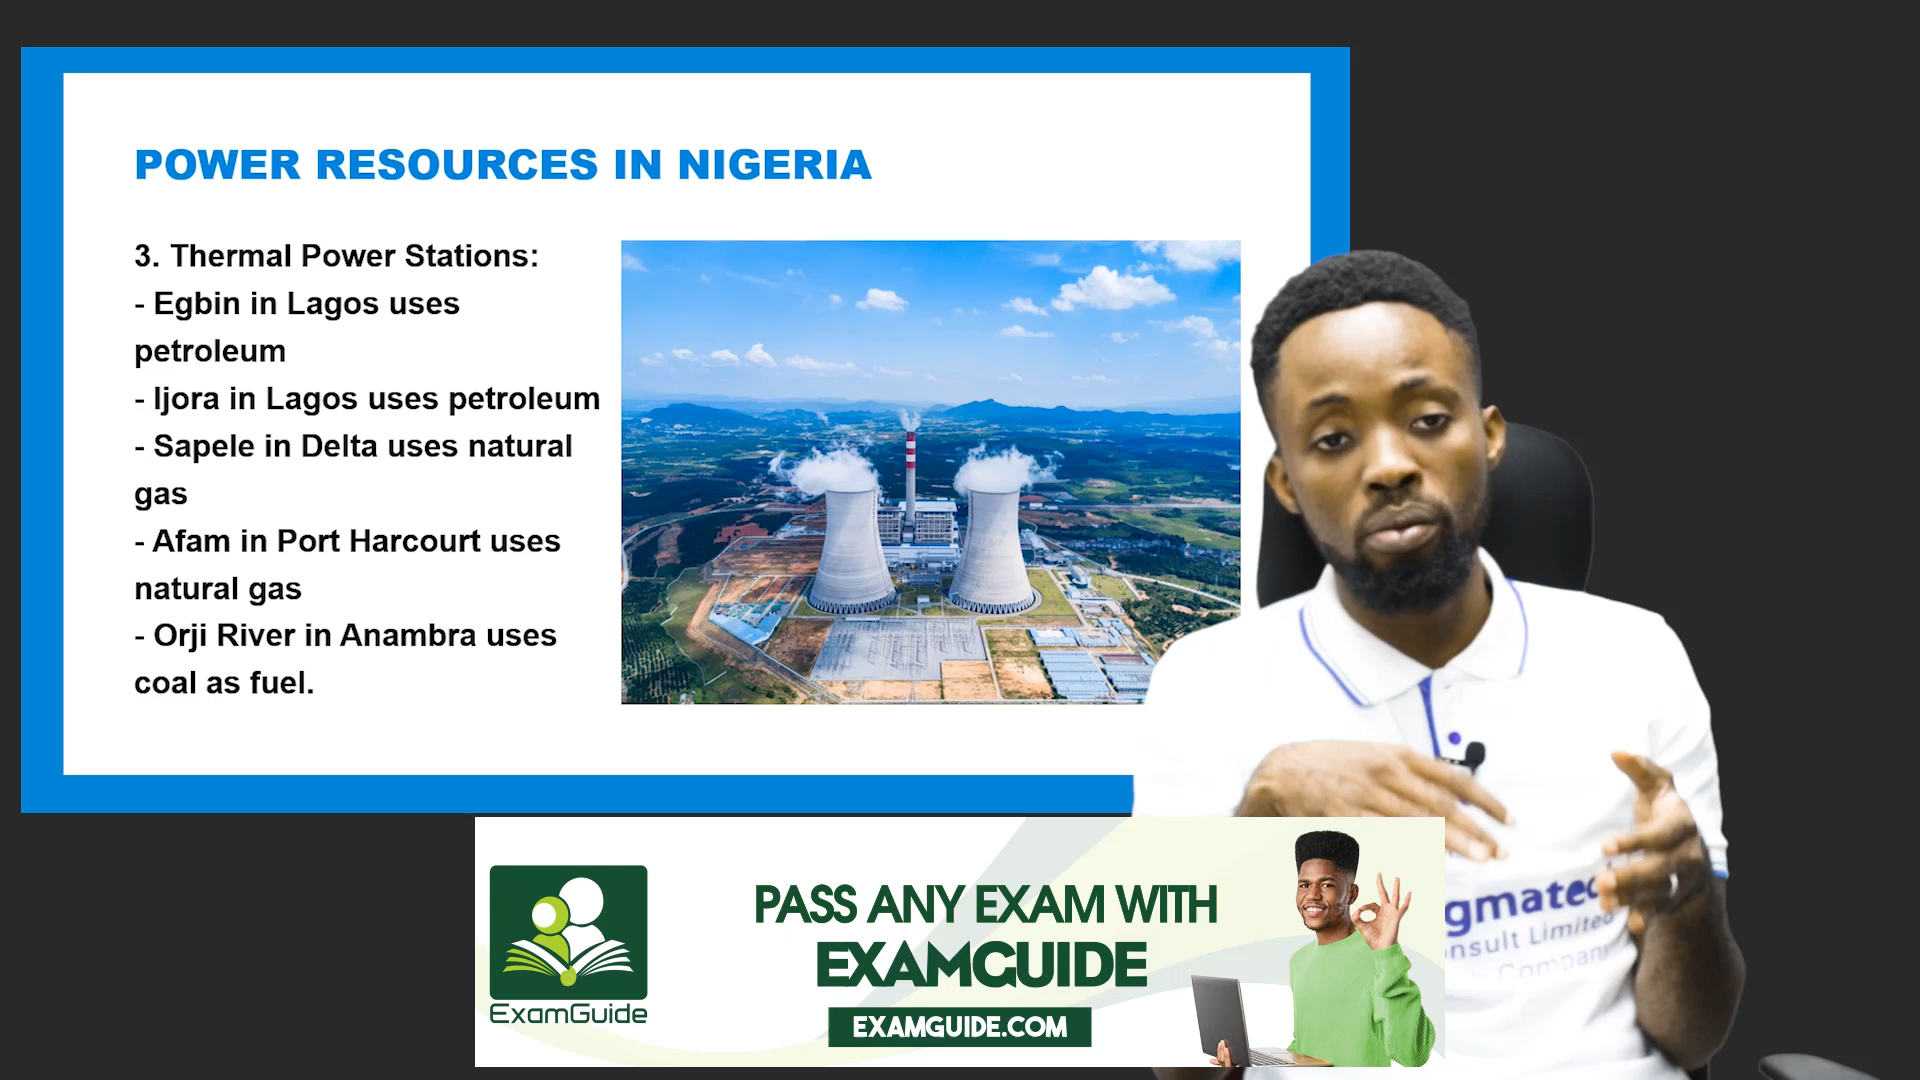 POWER RESOURCES IN NIGERIA
3. Thermal Power Stations:
- Egbin in Lagos uses
petroleum
- Ijora in Lagos uses petroleum
- Sapele in Delta uses natural
gas
- Afam in Port Harcourt uses
natural gas
- Orji River in Anambra uses
coal as fuel.
PASS ANY EXAM WITH
EXAMGUIDE
EXAMGUIDE.COM
ExamGuide
Limited
Company